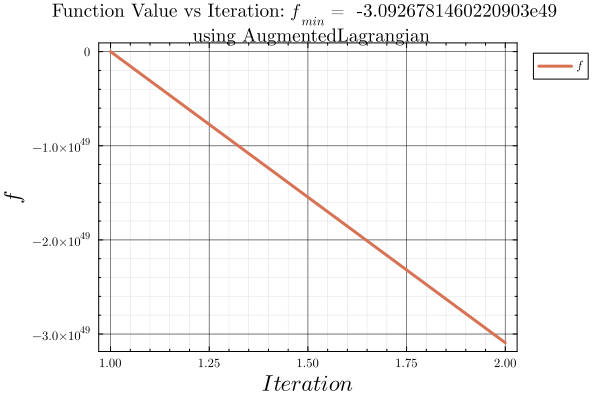 Function Value vs Iteration: f_min = -3.0926781460220903e49
using AugmentedLagrangian
f
0
−1.0×10^49
−2.0×10^49
−3.0×10^49
f
1.00 1.25 1.50 1.75 2.00
Iteration